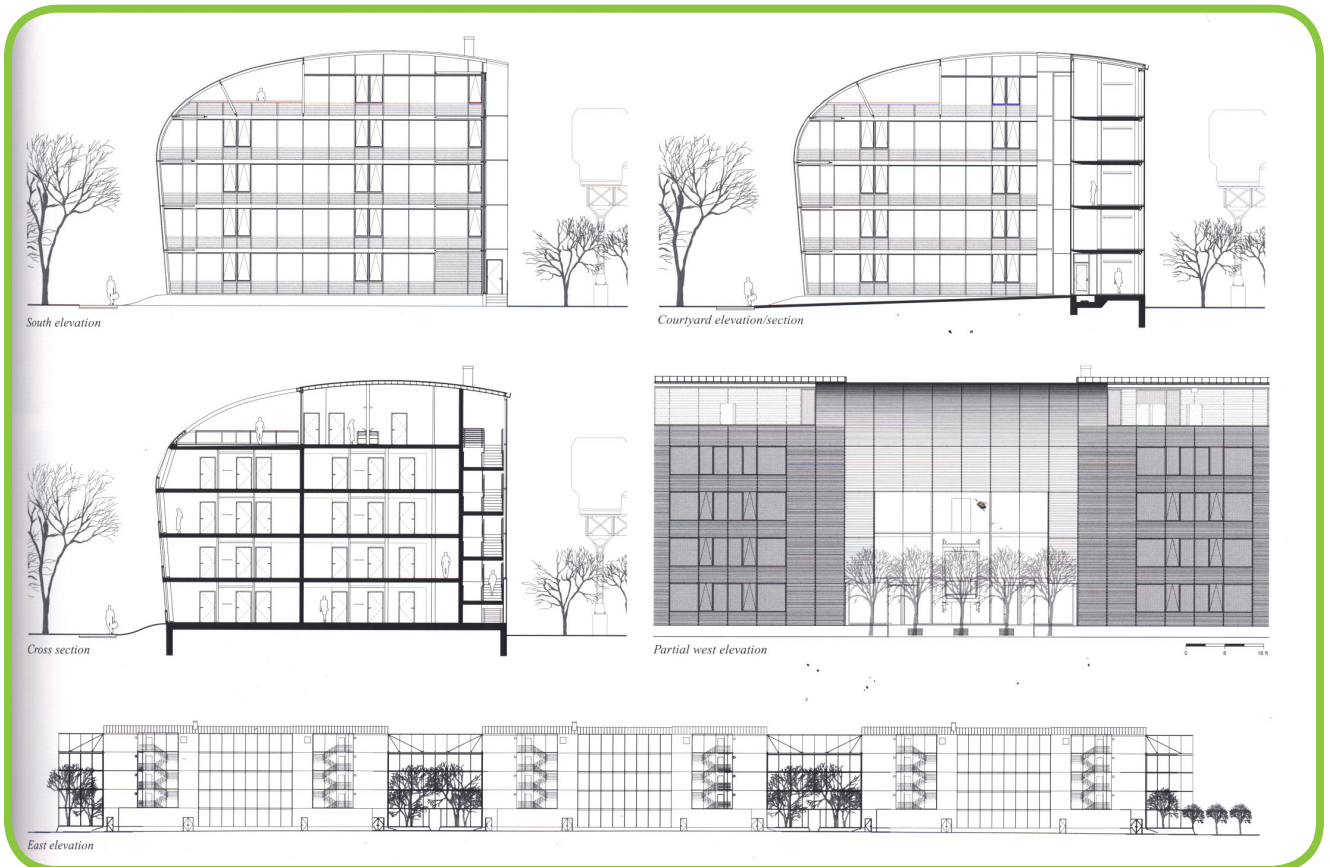 South elevation
Courtyard elevation/section
Cross section
Partial west elevation
0 8 16 ft.
East elevation